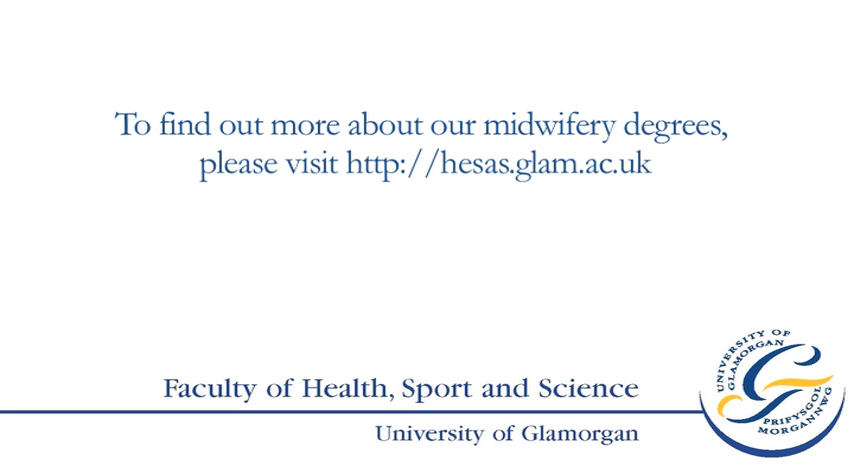 To find out more about our midwifery degrees,
please visit http://hesas.glam.ac.uk
Faculty of Health, Sport and Science
University of Glamorgan
UNIVERSITY OF
GLAMORGAN
PRIFYSGOL
MORGANNWG